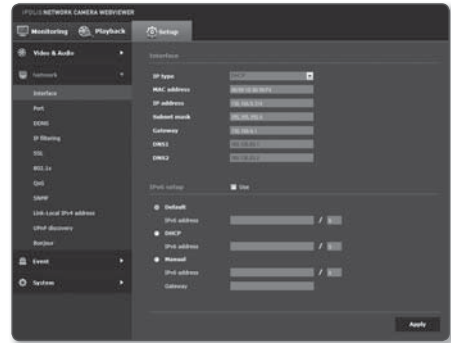 iPOLIS NETWORK CAMERA WEBVIEWER
Monitoring
Playback
Setup
Video & Audio
Network
Interface
Port
DDNS
IP filtering
SSL
802.1x
QoS
SNMP
Link-Local IPv4 address
UPnP discovery
Bonjour
Event
System
Interface
IP type
DHCP
MAC address
IP address
Subnet mask
Gateway
DNS1
DNS2
IPv6 setup
Use
Default
IPv6 address
/
DHCP
IPv6 address
/
Manual
IPv6 address
/
Gateway
Apply